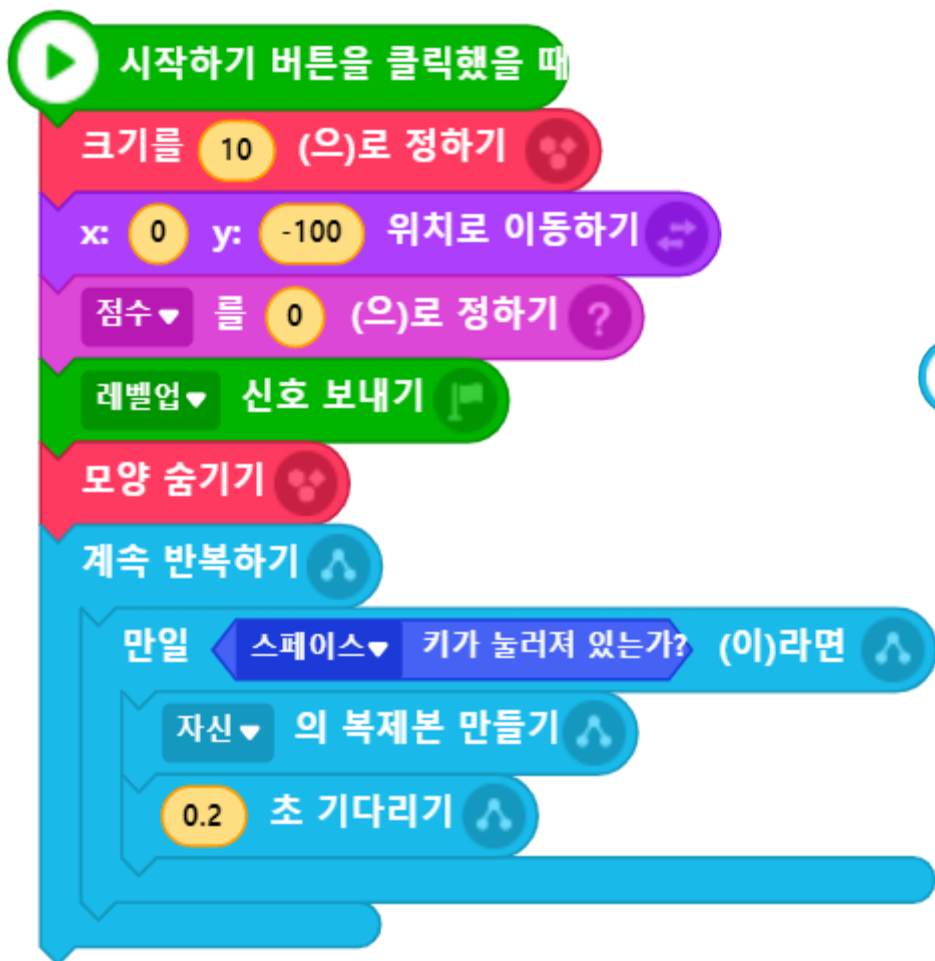 시작하기 버튼을 클릭했을 때
크기를 10 (으)로 정하기
x: 0 y: -100 위치로 이동하기
점수▼ 를 0 (으)로 정하기 ?
레벨업▼ 신호 보내기
모양 숨기기
계속 반복하기
만일 스페이스▼ 키가 눌러져 있는가? (이)라면
자신▼ 의 복제본 만들기
0.2 초 기다리기